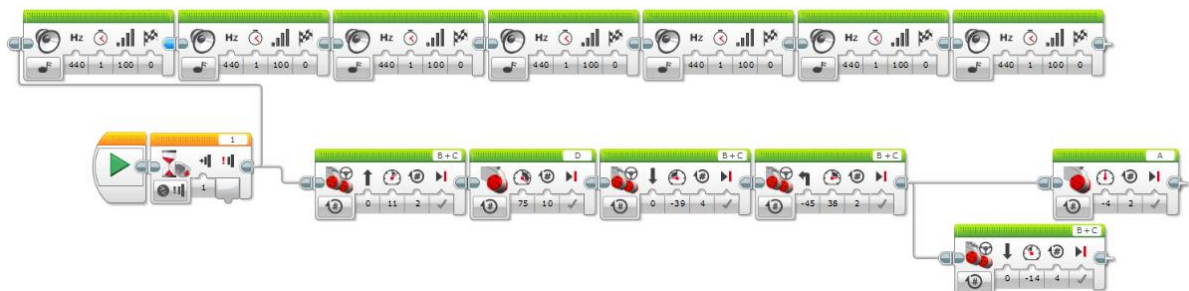 Hz Hz Hz Hz Hz Hz Hz
440 1 100 0 440 1 100 0 440 1 100 0 440 1 100 0 440 1 100 0 440 1 100 0 440 1 100 0
1
1
B + C D B + C B + C A
# # # # #
# 0 11 2 # 75 10 # 0 -39 4 # -45 38 2 # -4 2
B + C
#
# 0 -14 4